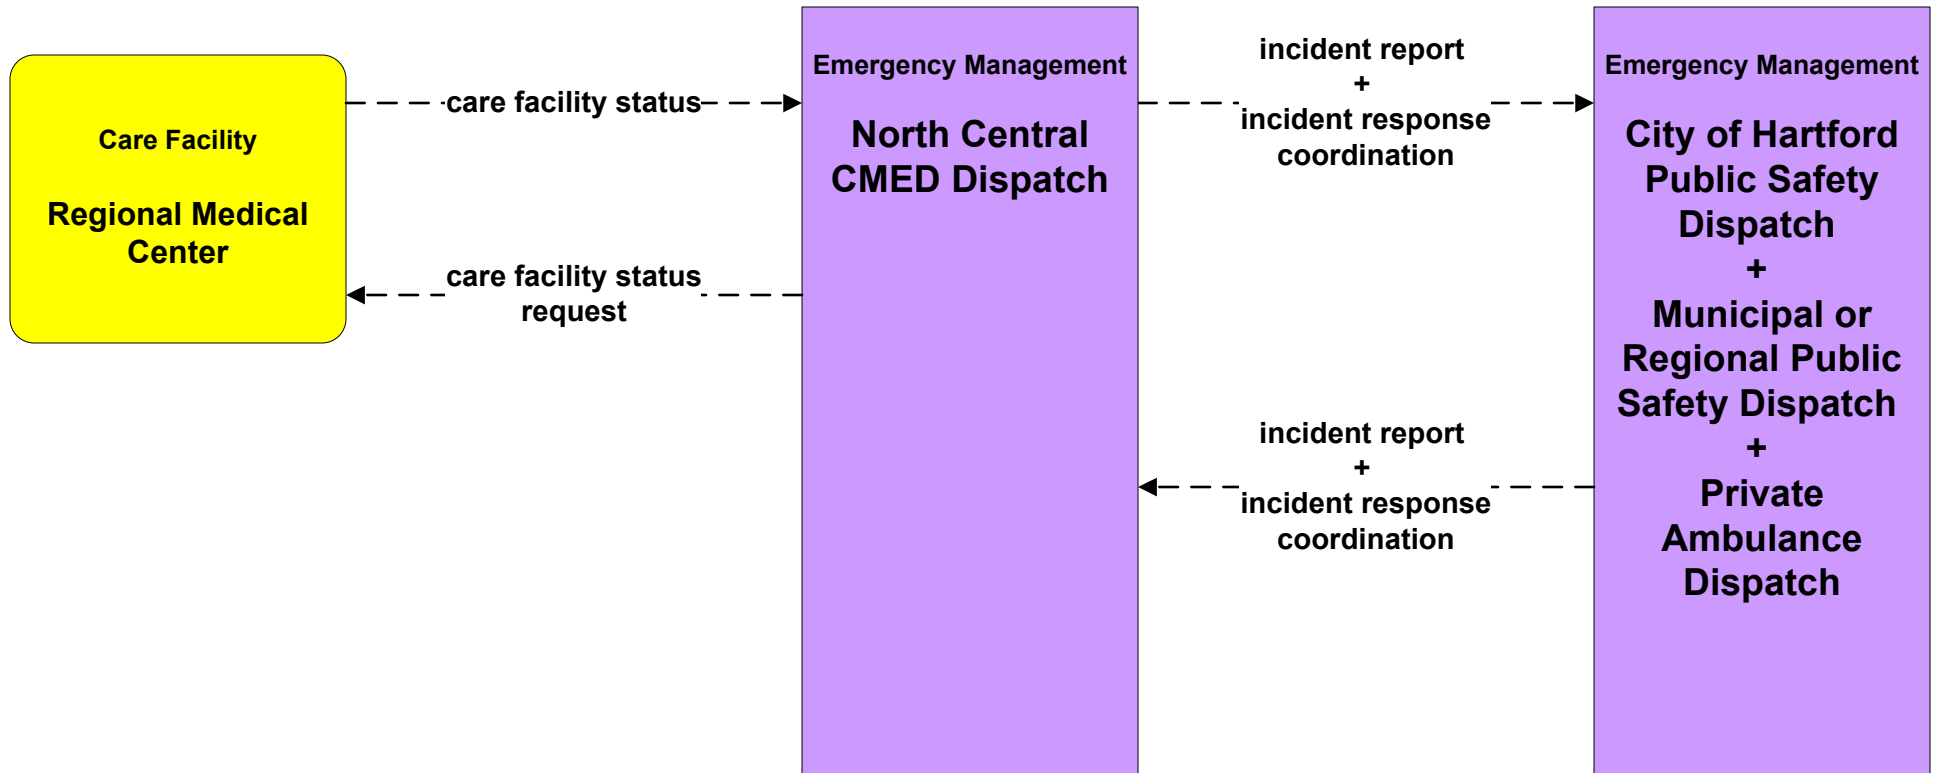 Care Facility
Regional Medical
Center
care facility status
care facility status
request
Emergency Management
North Central
CMED Dispatch
incident report
+
incident response
coordination
incident report
+
incident response
coordination
Emergency Management
City of Hartford
Public Safety
Dispatch
+
Municipal or
Regional Public
Safety Dispatch
+
Private
Ambulance
Dispatch